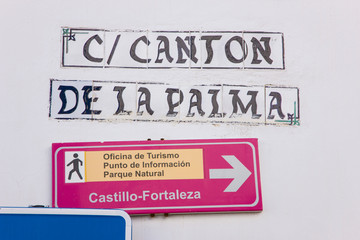 C/ CANTON
DE LA PALMA
Oficina de Turismo
Punto de Información
Parque Natural
Castillo-Fortaleza